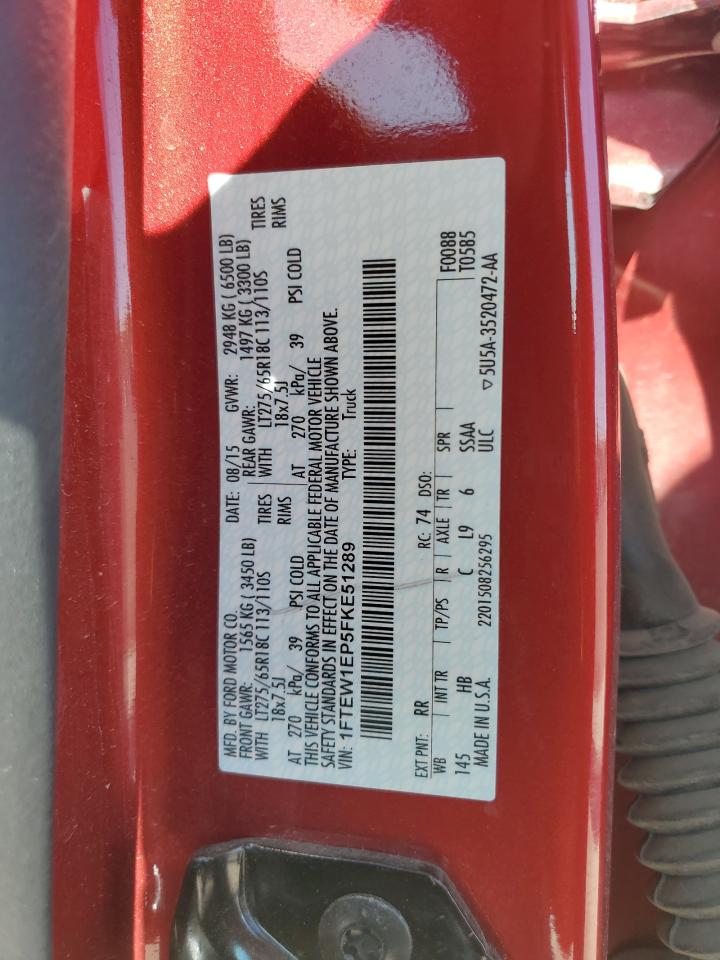 MFD. BY FORD MOTOR CO. DATE: 08/15 GVWR: 2948 KG ( 6500 LB)
FRONT GAWR: 1565 KG ( 3450 LB) REAR GAWR: 1497 KG ( 3300 LB)
WITH LT275/65R18C 113/110S TIRES WITH LT275/65R18C 113/110S TIRES
18x7.5J RIMS 18x7.5J RIMS
AT 270 kPa/ 39 PSI COLD AT 270 kPa/ 39 PSI COLD
THIS VEHICLE CONFORMS TO ALL APPLICABLE FEDERAL MOTOR VEHICLE
SAFETY STANDARDS IN EFFECT ON THE DATE OF MANUFACTURE SHOWN ABOVE.
VIN: 1FTEW1EP5FKE51289 TYPE: Truck
EXT PNT: RR RC: 74 DSO: F0088
WB INT TR TP/PS R AXLE TR SPR T0585
145 HB C L9 6 SSAA
MADE IN U.S.A. 2201508256295 ULC ▽5U5A-3520472-AA